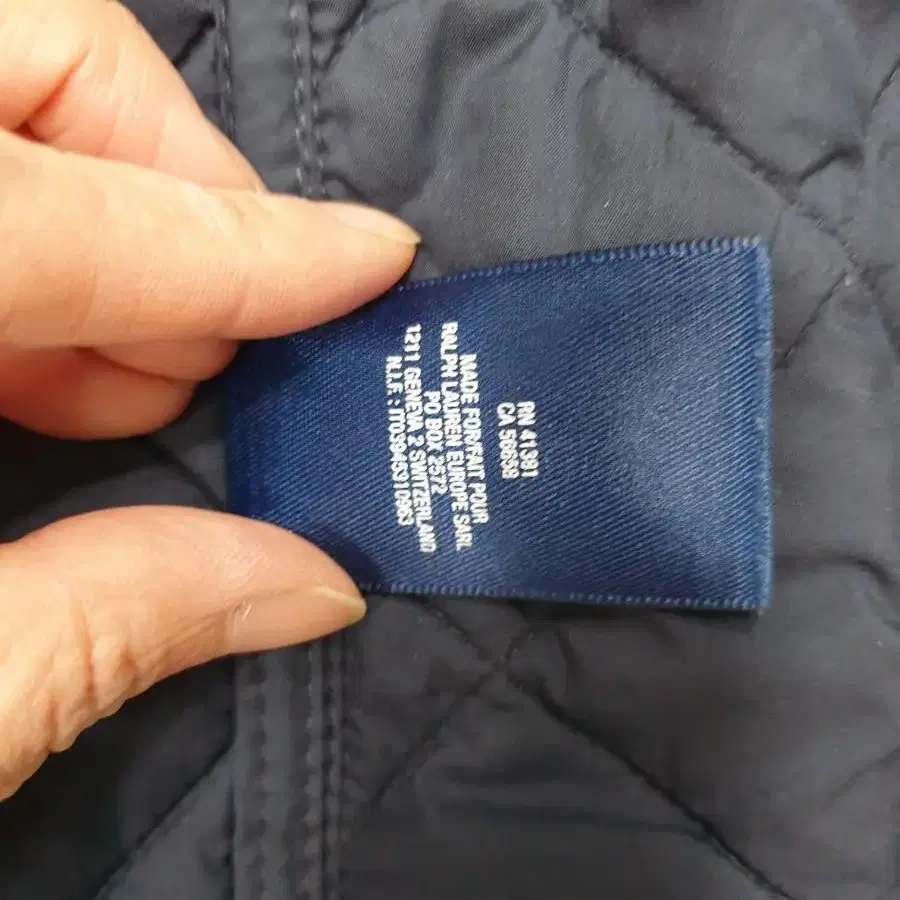 RN 41381
CA 56658
MADE FOR/FAIT POUR
RALPH LAUREN EUROPE SARL
PO BOX 2572
1211 GENEVA 2 SWITZERLAND
N.I.F.: IT03945310963